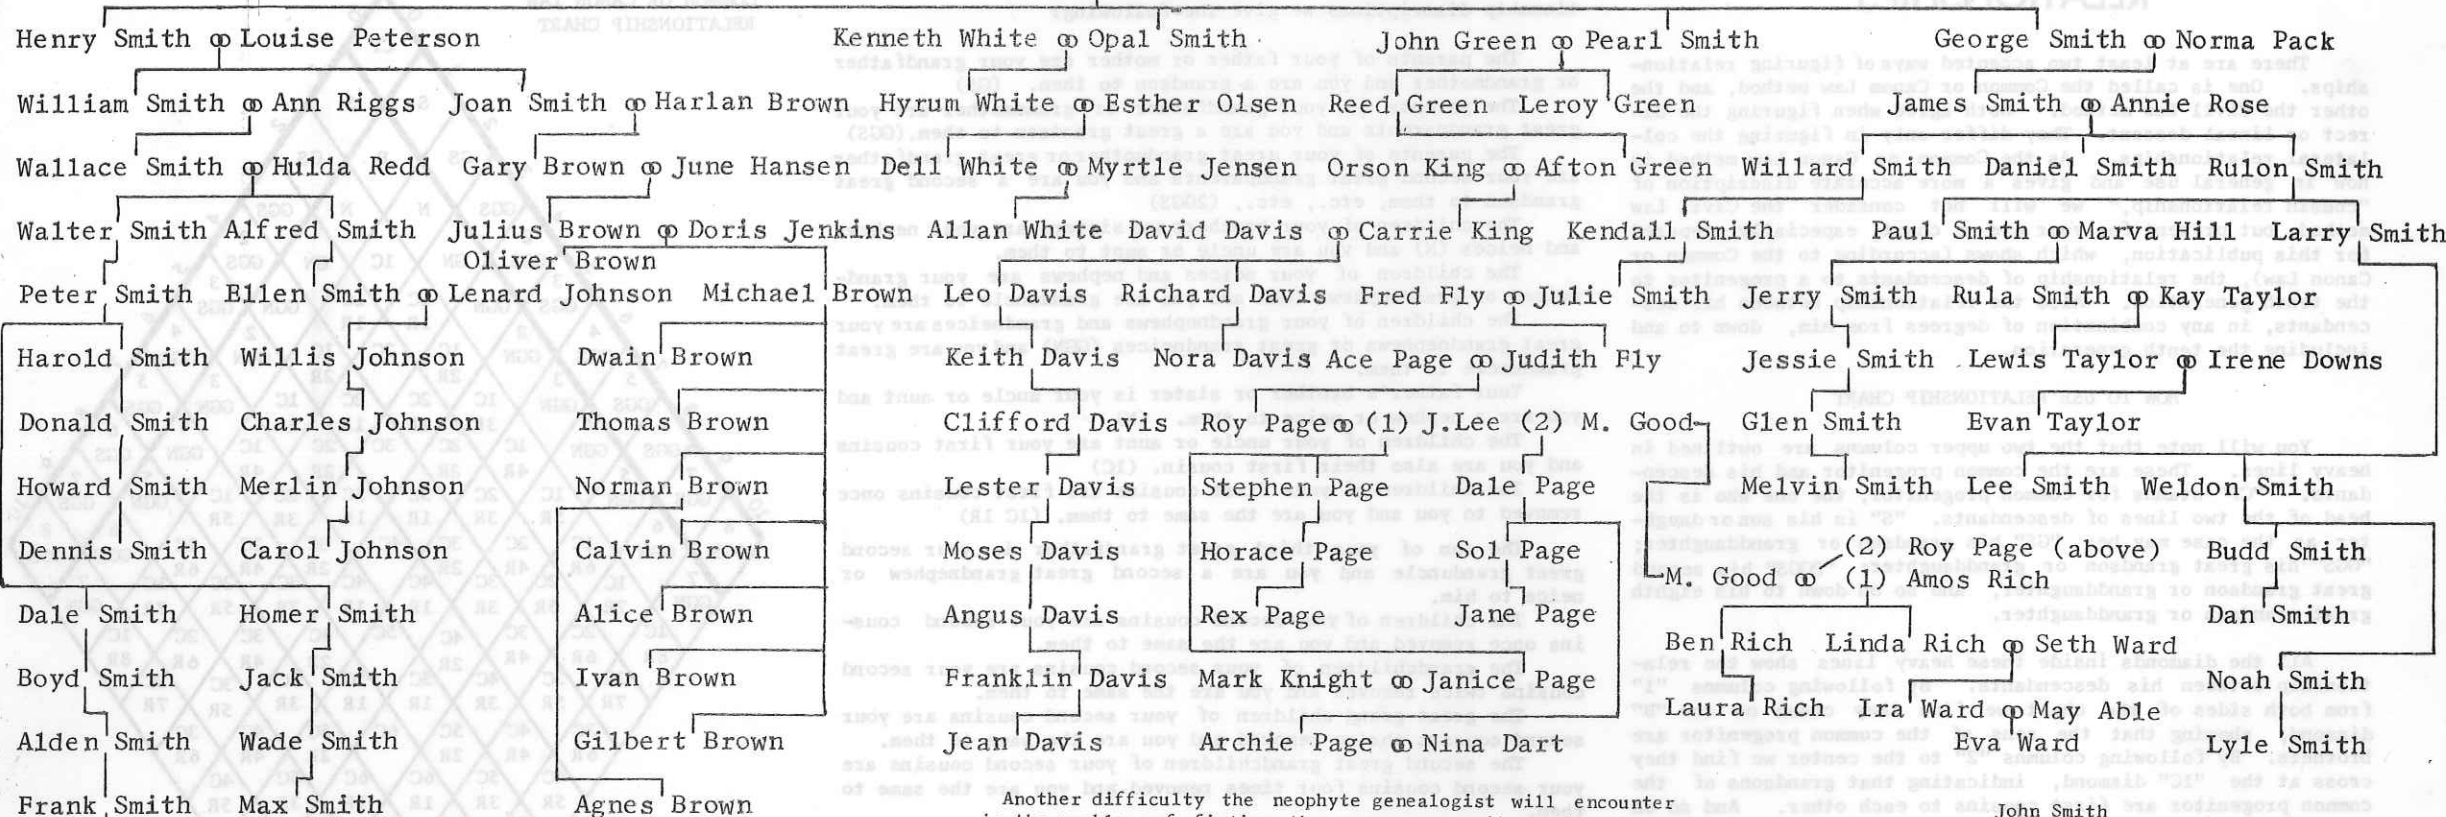 Henry Smith ꝏ Louise Peterson Kenneth White ꝏ Opal Smith John Green ꝏ Pearl Smith George Smith ꝏ Norma Pack
William Smith ꝏ Ann Riggs Joan Smith ꝏ Harlan Brown Hyrum White ꝏ Esther Olsen Reed Green Leroy Green James Smith ꝏ Annie Rose
Wallace Smith ꝏ Hulda Redd Gary Brown ꝏ June Hansen Dell White ꝏ Myrtle Jensen Orson King ꝏ Afton Green Willard Smith Daniel Smith Rulon Smith
Walter Smith Alfred Smith Julius Brown ꝏ Doris Jenkins Allan White David Davis ꝏ Carrie King Kendall Smith Paul Smith ꝏ Marva Hill Larry Smith
Oliver Brown
Peter Smith Ellen Smith ꝏ Lenard Johnson Michael Brown Leo Davis Richard Davis Fred Fly ꝏ Julie Smith Jerry Smith Rula Smith ꝏ Kay Taylor
Harold Smith Willis Johnson Dwain Brown Keith Davis Nora Davis Ace Page ꝏ Judith Fly Jessie Smith Lewis Taylor ꝏ Irene Downs
Donald Smith Charles Johnson Thomas Brown Clifford Davis Roy Page ꝏ (1) J.Lee (2) M. Good Glen Smith Evan Taylor
Howard Smith Merlin Johnson Norman Brown Lester Davis Stephen Page Dale Page Melvin Smith Lee Smith Weldon Smith
Dennis Smith Carol Johnson Calvin Brown Moses Davis Horace Page Sol Page (2) Roy Page (above) Budd Smith
M. Good ꝏ (1) Amos Rich
Dale Smith Homer Smith Alice Brown Angus Davis Rex Page Jane Page Dan Smith
Ben Rich Linda Rich ꝏ Seth Ward
Boyd Smith Jack Smith Ivan Brown Franklin Davis Mark Knight ꝏ Janice Page Noah Smith
Laura Rich Ira Ward ꝏ May Able
Alden Smith Wade Smith Gilbert Brown Jean Davis Archie Page ꝏ Nina Dart Eva Ward Lyle Smith
Frank Smith Max Smith Agnes Brown Another difficulty the neophyte genealogist will encounter John Smith